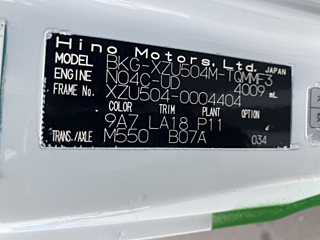 Hino Motors, Ltd. JAPAN
MODEL BKG-XZU504M-TQMMF3
ENGINE N04C-UD 4009 mL
FRAME No. XZU504-0004404
COLOR TRIM PLANT OPTION
9A7 LA18 P11
TRANS./AXLE M550 B07A 034